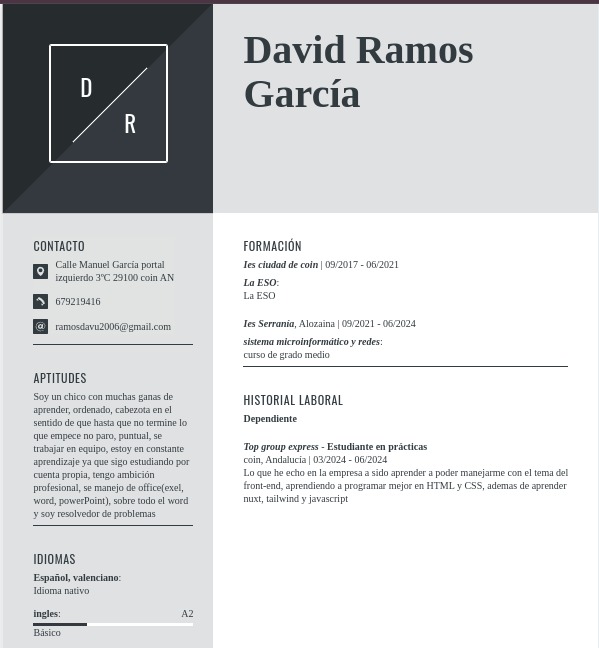 D
R
David Ramos
García
CONTACTO
Calle Manuel García portal
izquierdo 3ºC 29100 coin AN
679219416
ramosdavu2006@gmail.com
APTITUDES
Soy un chico con muchas ganas de
aprender, ordenado, cabezota en el
sentido de que hasta que no termine lo
que empece no paro, puntual, se
trabajar en equipo, estoy en constante
aprendizaje ya que sigo estudiando por
cuenta propia, tengo ambición
profesional, se manejo de office(exel,
word, powerPoint), sobre todo el word
y soy resolvedor de problemas
IDIOMAS
Español, valenciano:
Idioma nativo
ingles: A2
Básico
FORMACIÓN
Ies ciudad de coin | 09/2017 - 06/2021
La ESO:
La ESO
Ies Serranía, Alozaina | 09/2021 - 06/2024
sistema microinformático y redes:
curso de grado medio
HISTORIAL LABORAL
Dependiente
Top group express - Estudiante en prácticas
coin, Andalucía | 03/2024 - 06/2024
Lo que he echo en la empresa a sido aprender a poder manejarme con el tema del
front-end, aprendiendo a programar mejor en HTML y CSS, ademas de aprender
nuxt, tailwind y javascript